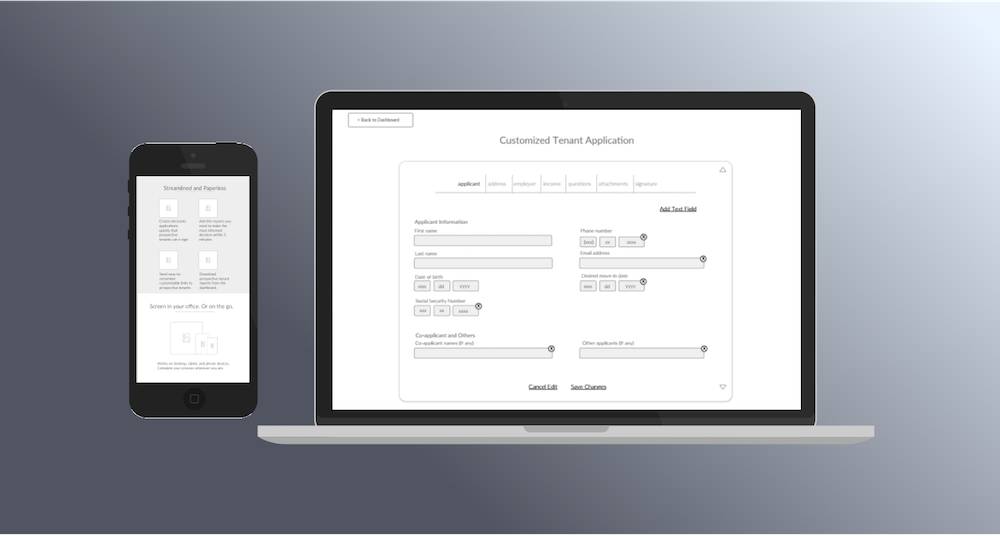 Streamlined and Paperless
Create electronic
applications
quickly that
prospective
tenants can e-sign
Add the reports you
need to make the
most informed
decisions within 3
minutes
Send easy-to-
remember
customizable links to
prospective tenants
Download
prospective tenant
reports from the
dashboard
Screen in your office. Or on the go.
Works on desktop, tablet, and phone devices.
wherever you are.
< Back to Dashboard
Customized Tenant Application
applicant
address
employer
income
questions
attachments
signature
Add Text Field
Applicant Information
First name
Last name
Date of birth
mm dd yyyy
Social Security Number
xxx xx xxxx
X
Phone number
(xxx) xx xxxx
X
Email address
X
Desired move-in date
mm dd yyyy
X
Co-applicant and Others
Co-applicant names (if any)
X
Other applicants (if any)
X
Cancel Edit
Save Changes